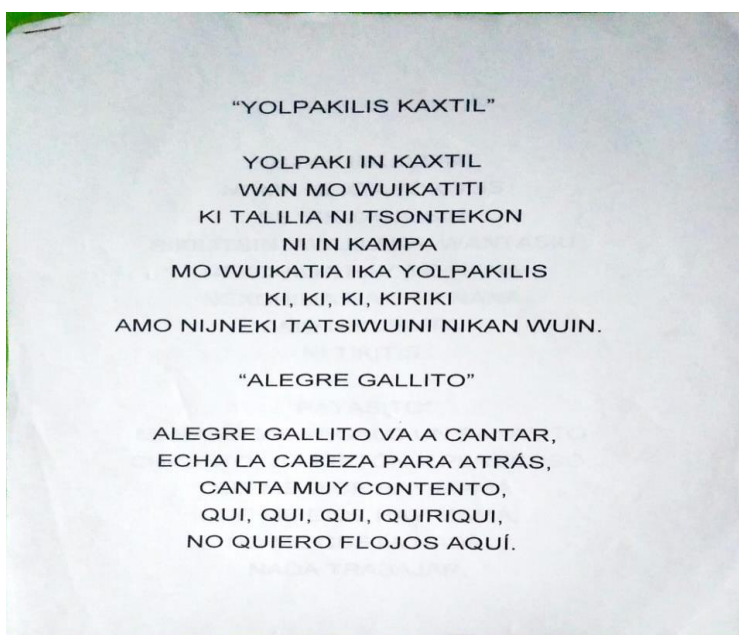 “YOLPAKILIS KAXTIL”
YOLPAKI IN KAXTIL
WAN MO WUIKATITI
KI TALILIA NI TSONTEKON
NI IN KAMPA
MO WUIKATIA IKA YOLPAKILIS
KI, KI, KI, KIRIKI
AMO NIJNEKI TATSIWUINI NIKAN WUIN.
“ALEGRE GALLITO”
ALEGRE GALLITO VA A CANTAR,
ECHA LA CABEZA PARA ATRÁS,
CANTA MUY CONTENTO,
QUI, QUI, QUI, QUIRIQUI,
NO QUIERO FLOJOS AQUÍ.